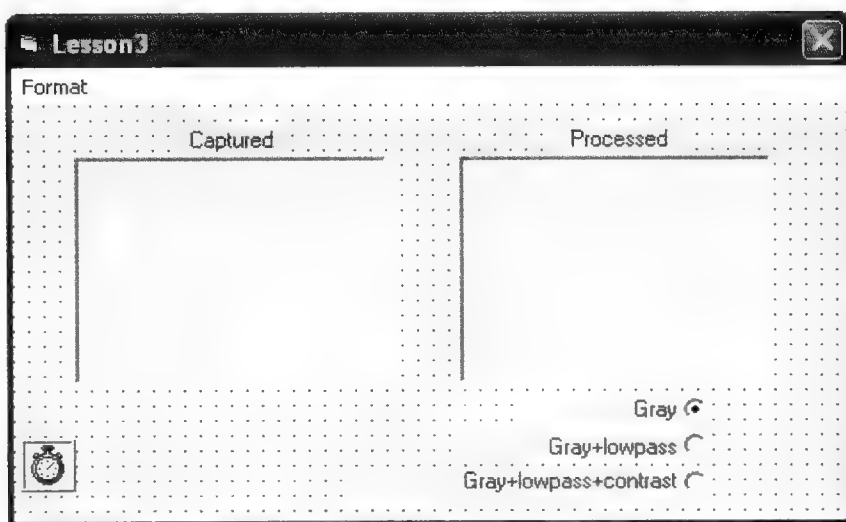 Lesson3
Format
Captured
Processed
Gray
Gray+lowpass
Gray+lowpass+contrast